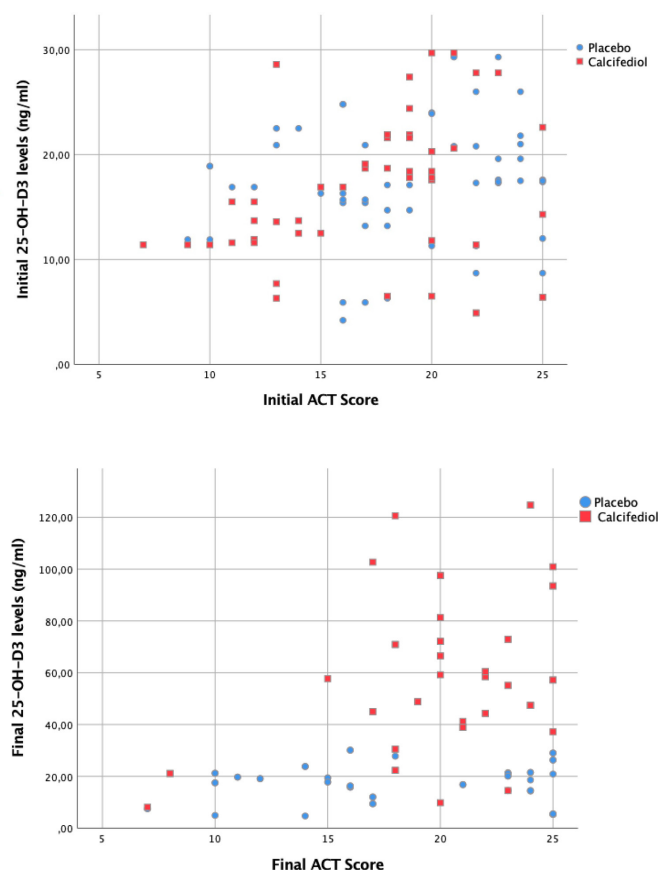 Placebo
Calcifediol
30,00
20,00
10,00
,00
5
10
15
20
25
Initial 25-OH-D3 levels (ng/ml)
Initial ACT Score
Placebo
Calcifediol
120,00
100,00
80,00
60,00
40,00
20,00
,00
5
10
15
20
25
Final 25-OH-D3 levels (ng/ml)
Final ACT Score